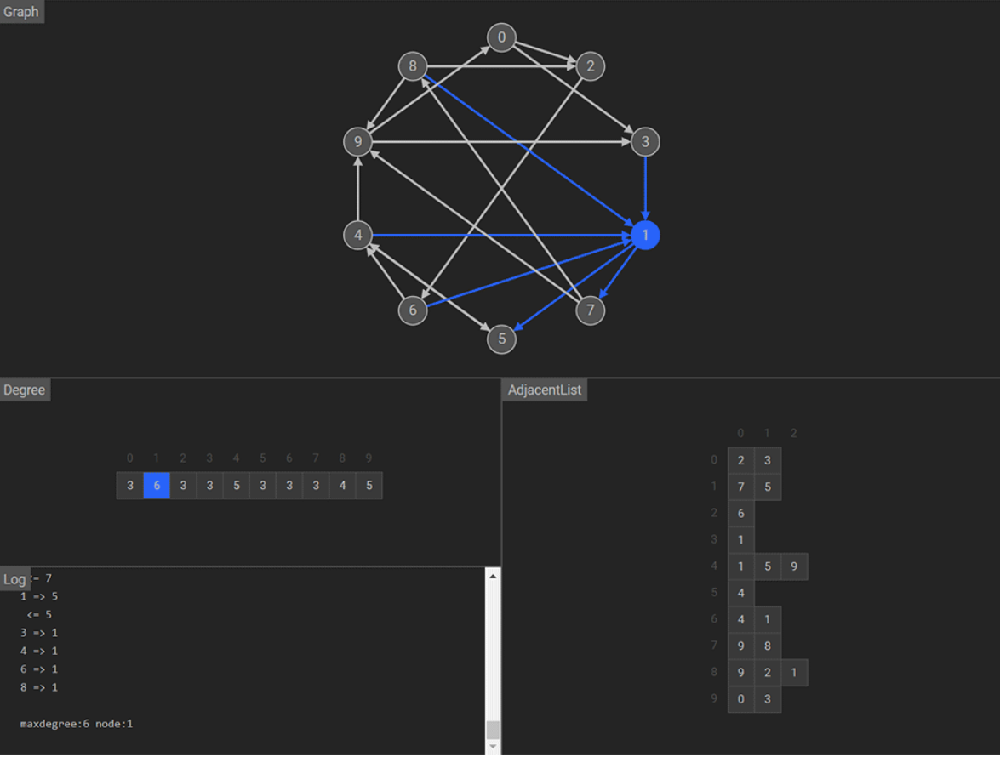 Graph
0
8 2
9 3
4 1
6 7
5
Degree
0 1 2 3 4 5 6 7 8 9
3 6 3 3 5 3 3 3 4 5
Log
<= 7
1 => 5
<= 5
3 => 1
4 => 1
6 => 1
8 => 1
maxdegree:6 node:1
AdjacentList
0 1 2
0 2 3
1 7 5
2 6
3 1
4 1 5 9
5 4
6 4 1
7 9 8
8 9 2 1
9 0 3